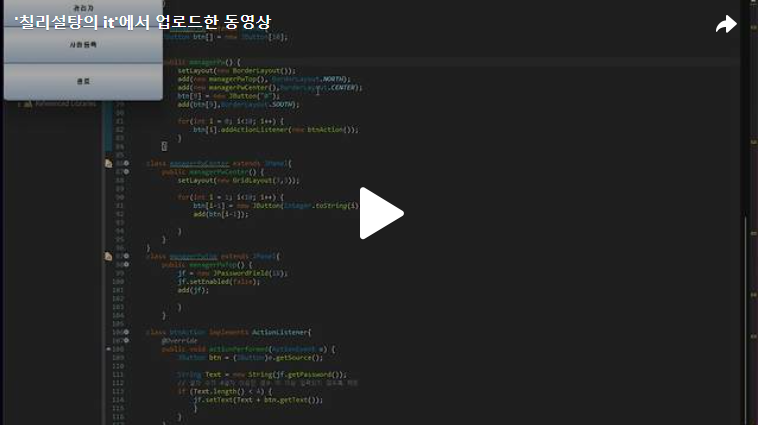 '칠리설탕의 it'에서 업로드한 동영상
관리자
사원등록
종료
Referenced Libraries
JButton btn[] = new JButton[10];
public managerPw() {
setLayout(new BorderLayout());
add(new managerPwTop(), BorderLayout.NORTH);
add(new managerPwCenter(),BorderLayout.CENTER);
btn[9] = new JButton("0");
add(btn[9],BorderLayout.SOUTH);
for(int i = 0; i<10; i++) {
btn[i].addActionListener(new btnAction());
}
}
class managerPwCenter extends JPanel{
public managerPwCenter() {
setLayout(new GridLayout(3,3));
for(int i = 1; i<10; i++) {
btn[i-1] = new JButton(Integer.toString(i)
add(btn[i-1]);
}
}
}
class managerPwTop extends JPanel{
public managerPwTop() {
jf = new JPasswordField(18);
jf.setEnabled(false);
add(jf);
}
}
class btnAction implements ActionListener{
@Override
public void actionPerformed(ActionEvent e) {
JButton btn = (JButton)e.getSource();
String Text = new String(jf.getPassword());
if (Text.length() < 4) {
jf.setText(Text + btn.getText());
}
}